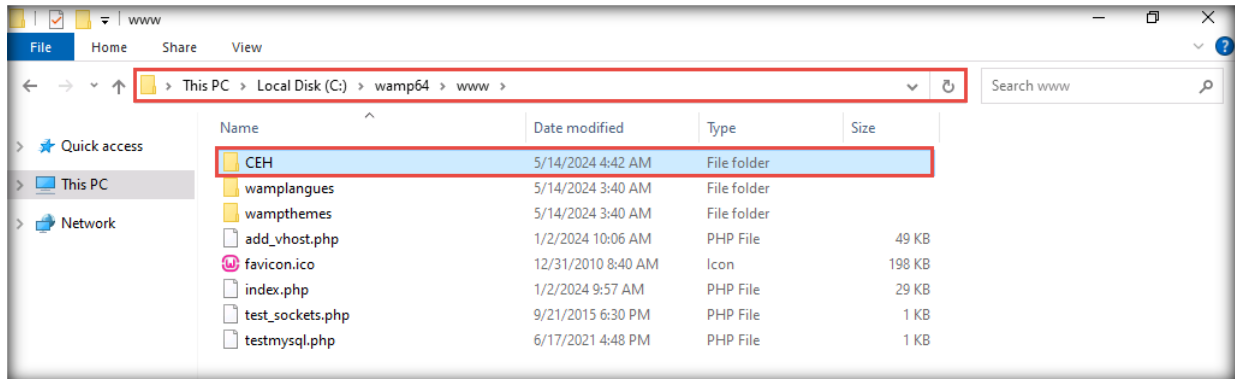 www
File Home Share View
This PC > Local Disk (C:) > wamp64 > www > Search www
Name Date modified Type Size
Quick access
This PC
Network
CEH 5/14/2024 4:42 AM File folder
wamplangues 5/14/2024 3:40 AM File folder
wampthemes 5/14/2024 3:40 AM File folder
add_vhost.php 1/2/2024 10:06 AM PHP File 49 KB
favicon.ico 12/31/2010 8:40 AM Icon 198 KB
index.php 1/2/2024 9:57 AM PHP File 29 KB
test_sockets.php 9/21/2015 6:30 PM PHP File 1 KB
testmysql.php 6/17/2021 4:48 PM PHP File 1 KB